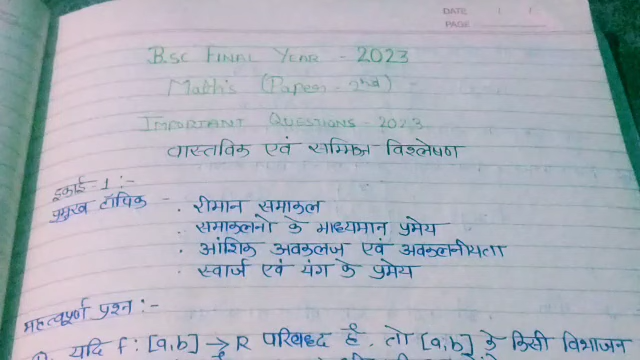 DATE / /
PAGE
B.Sc FINAL YEAR - 2023
Math's (Paper - 2nd)
IMPORTANT QUESTIONS - 2023
वास्तविक एवं सम्मिश्र विश्लेषण
इकाई-1 :-
प्रमुख टॉपिक - . रीमान समाकल
. समाकलनो के माध्यमान प्रमेय
. आंशिक अवकलज एवं अवकलनीयता
. स्वार्ज एवं यंग के प्रमेय
महत्वपूर्ण प्रश्न :-
यदि f : [a,b] → R परिबद्ध है, तो [a,b] के किसी विभाजन